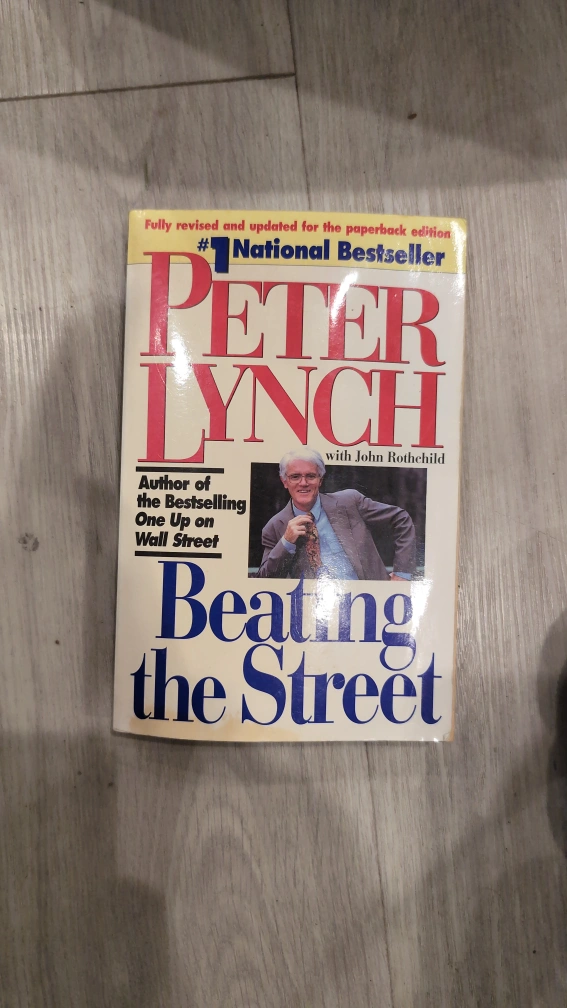 Fully revised and updated for the paperback edition
#1 National Bestseller
PETER
LYNCH
with John Rothchild
Author of
the Bestselling
One Up on
Wall Street
Beating
the Street